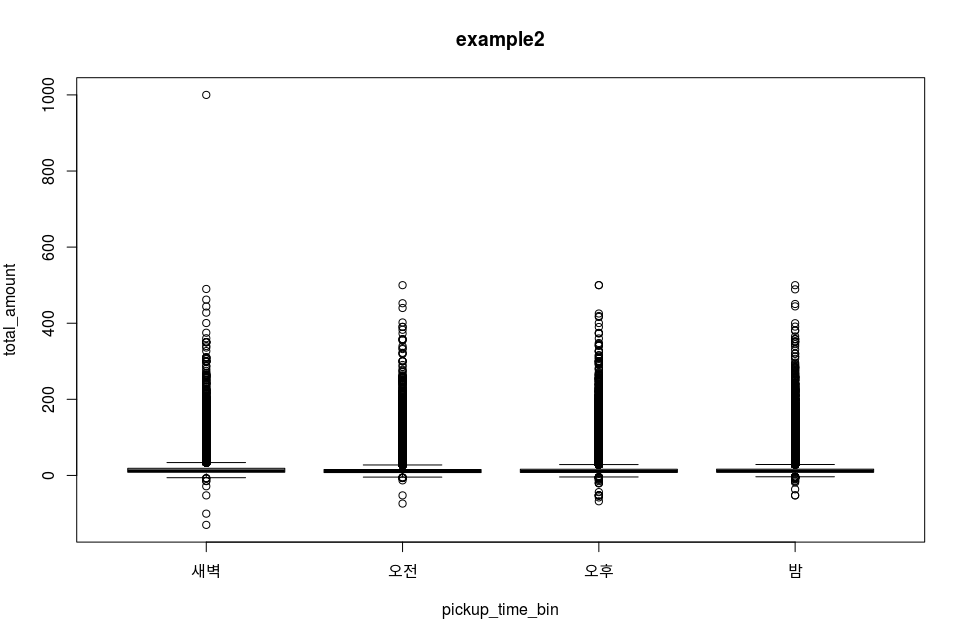 example2
1000
800
600
400
200
0
total_amount
새벽
오전
오후
밤
pickup_time_bin